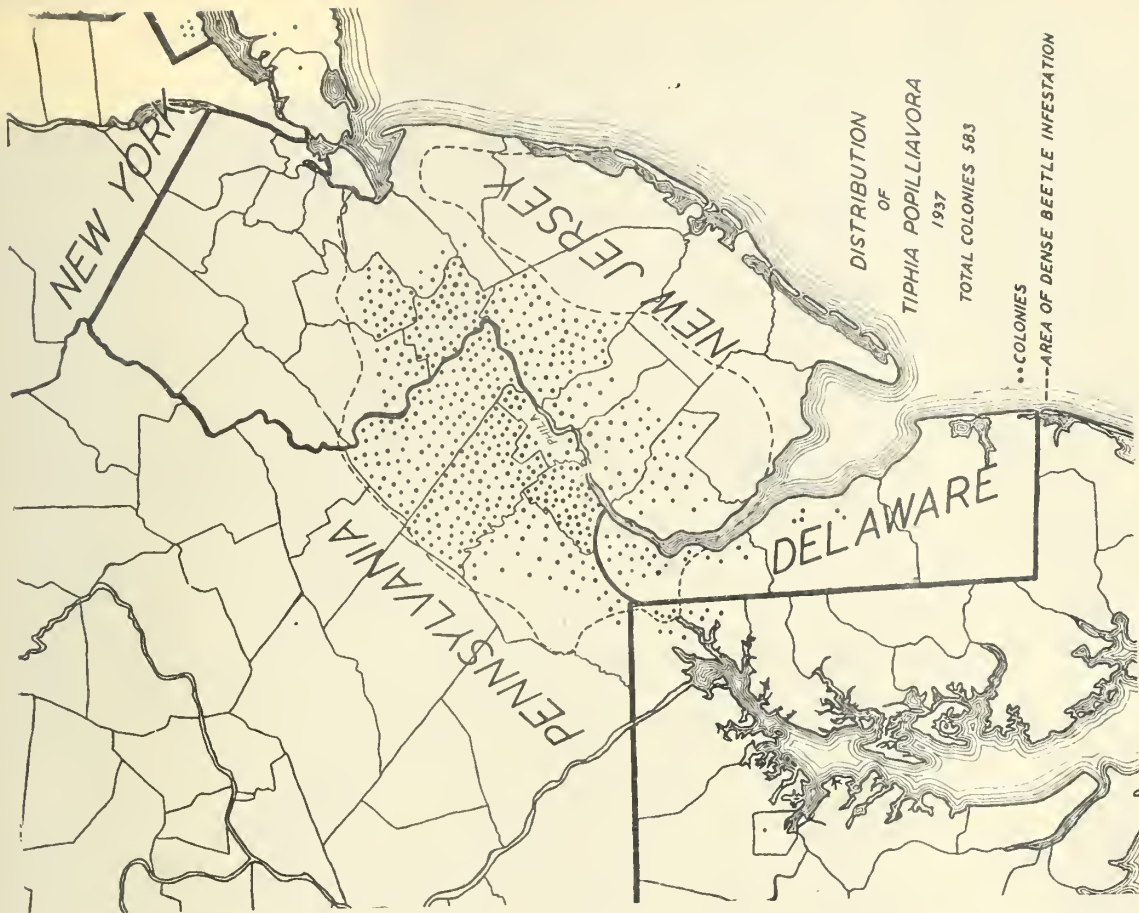 NEW YORK
PENNSYLVANIA
NEW JERSEY
PHILA
DELAWARE
DISTRIBUTION
OF
TIPHIA POPILLIAVORA
1937
TOTAL COLONIES 583
•• COLONIES
---- AREA OF DENSE BEETLE INFESTATION